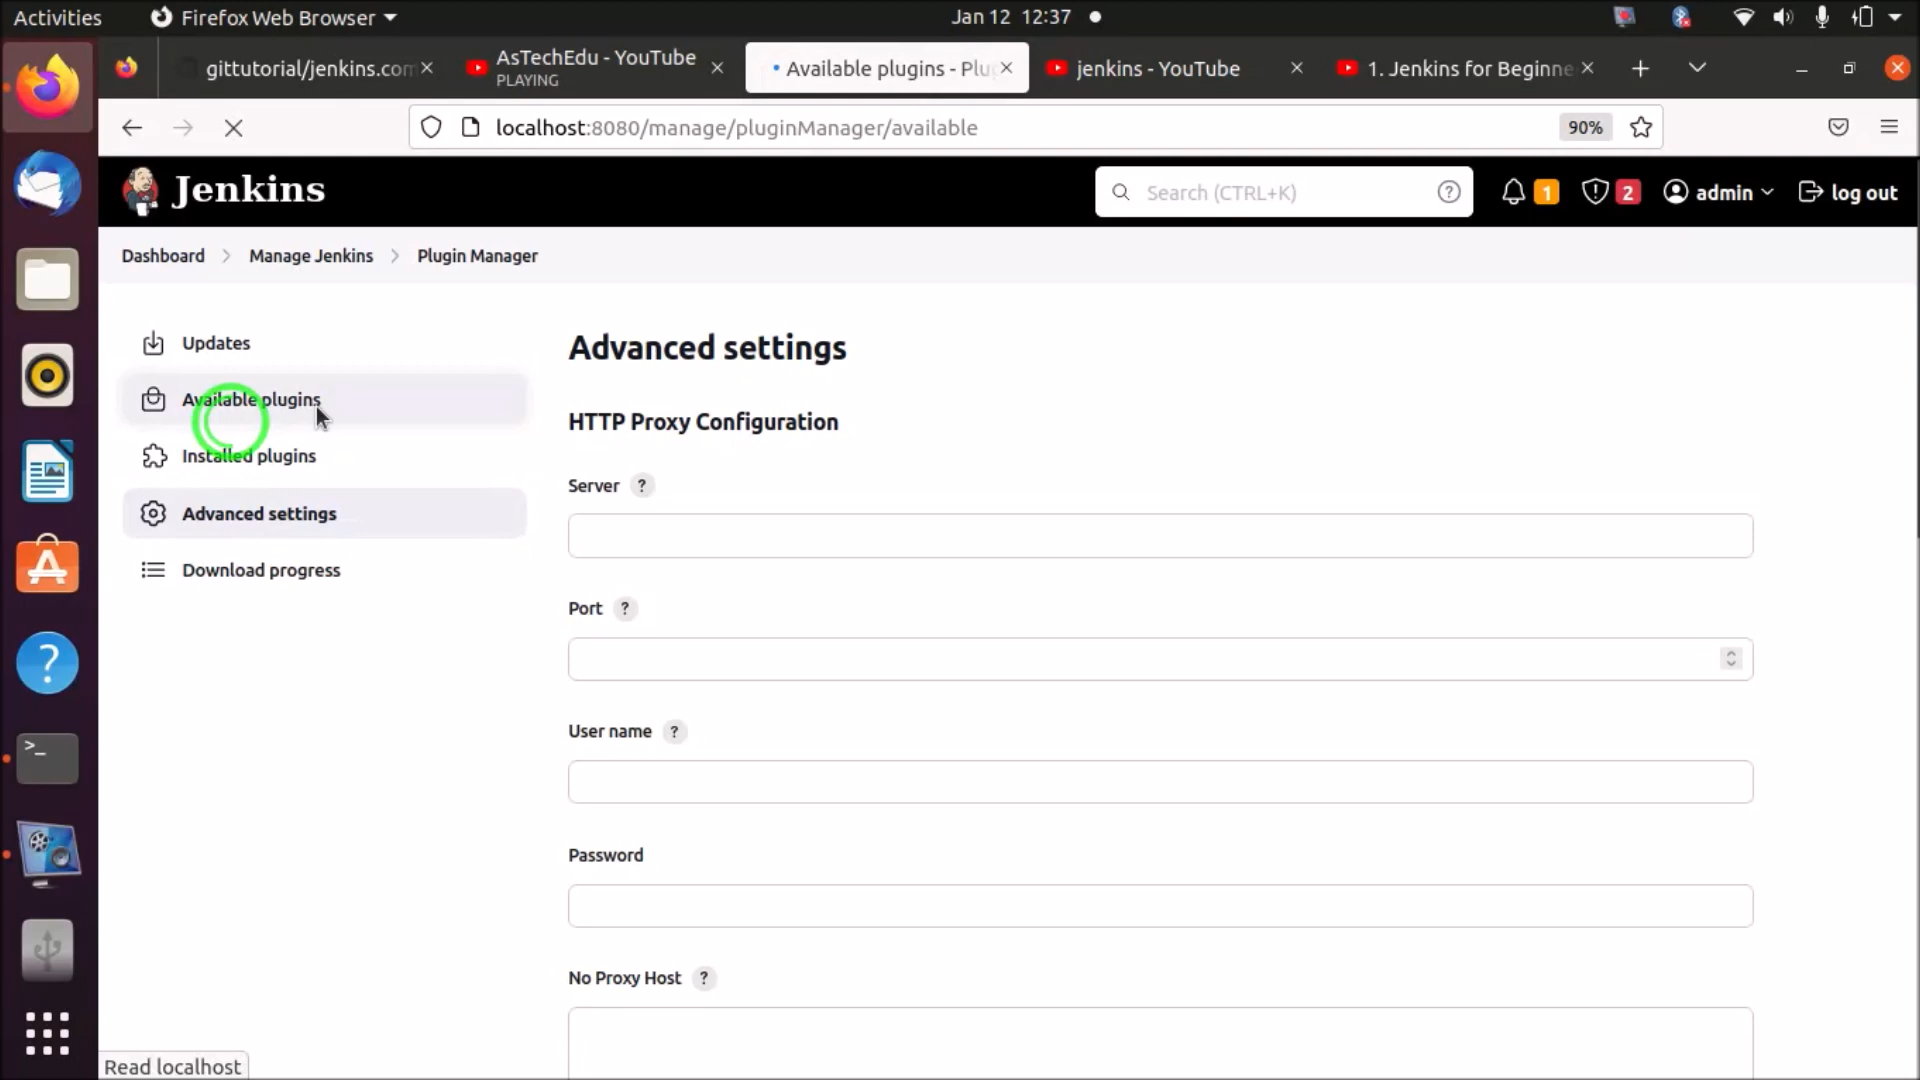 Activities
Firefox Web Browser
Jan 12 12:37
gittutorial/jenkins.com
AsTechEdu - YouTube
PLAYING
Available plugins - Plu
jenkins - YouTube
1. Jenkins for Beginne
localhost:8080/manage/pluginManager/available
90%
Jenkins
Search (CTRL+K)
?
1
2
admin
log out
Dashboard
Manage Jenkins
Plugin Manager
Updates
Available plugins
Installed plugins
Advanced settings
Download progress
Advanced settings
HTTP Proxy Configuration
Server ?
Port ?
User name ?
Password
No Proxy Host ?
Read localhost